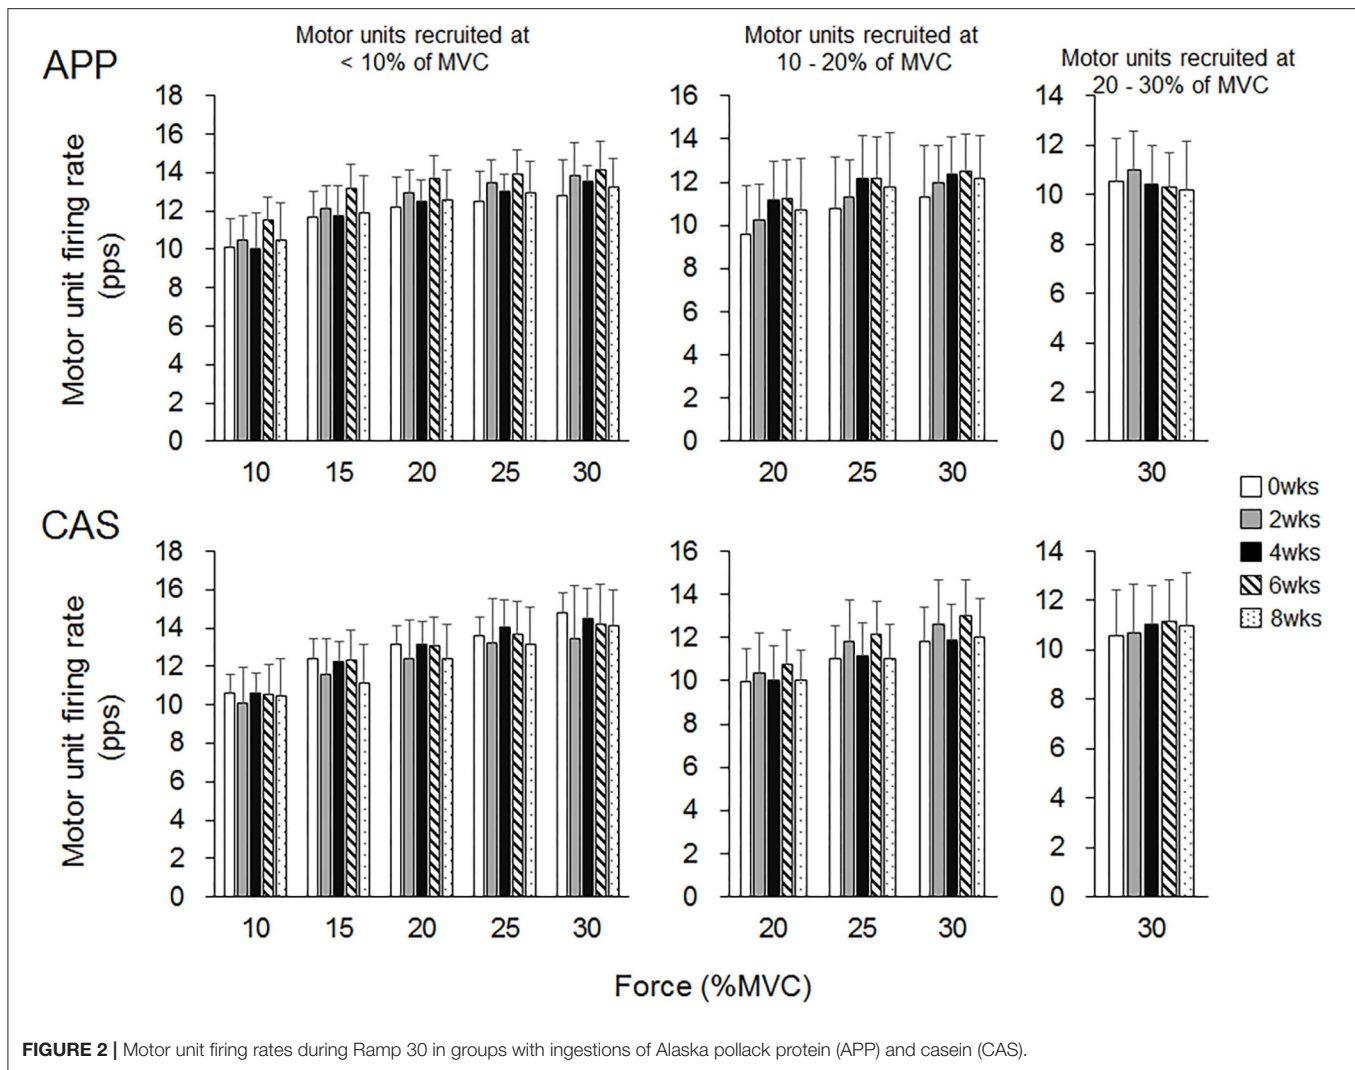 APP
Motor units recruited at
< 10% of MVC
Motor units recruited at
10 - 20% of MVC
Motor units recruited at
20 - 30% of MVC
Motor unit firing rate
(pps)
18
16
14
12
10
8
6
4
2
0
10 15 20 25 30
16
14
12
10
8
6
4
2
0
20 25 30
14
12
10
8
6
4
2
0
30
0wks
2wks
4wks
6wks
8wks
CAS
Motor unit firing rate
(pps)
18
16
14
12
10
8
6
4
2
0
10 15 20 25 30
16
14
12
10
8
6
4
2
0
20 25 30
14
12
10
8
6
4
2
0
30
Force (%MVC)
FIGURE 2 | Motor unit firing rates during Ramp 30 in groups with ingestions of Alaska pollack protein (APP) and casein (CAS).